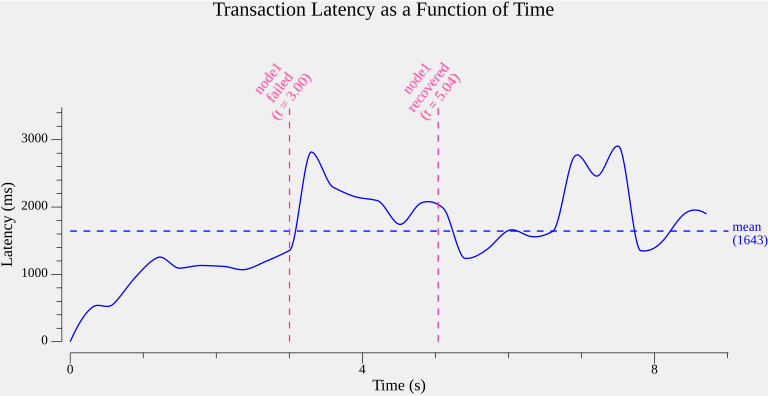 Transaction Latency as a Function of Time
node1
failed
(t = 3.00)
node1
recovered
(t = 5.04)
3000
2000
1000
0
Latency (ms)
mean
(1643)
0
4
8
Time (s)